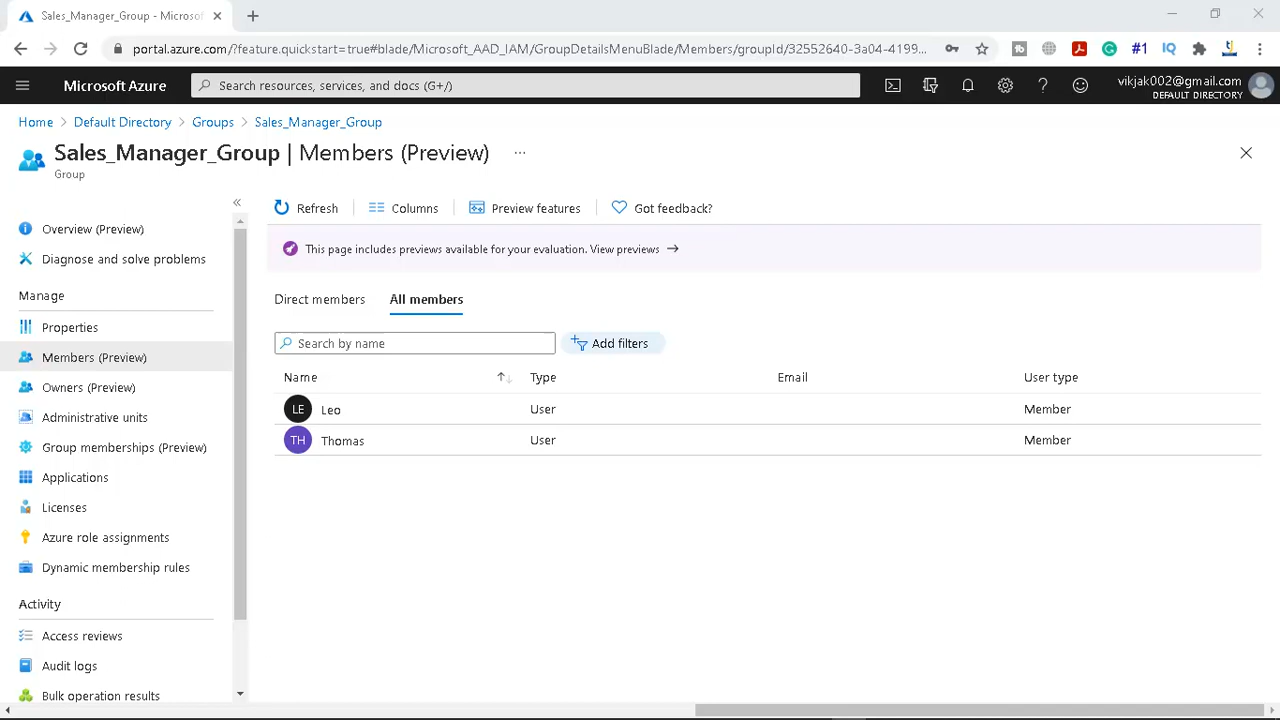 Sales_Manager_Group - Microsof
portal.azure.com/?feature.quickstart=true#blade/Microsoft_AAD_IAM/GroupDetailsMenuBlade/Members/groupId/32552640-3a04-4199...
#1
IQ
Microsoft Azure
Search resources, services, and docs (G+/)
vikjak002@gmail.com
DEFAULT DIRECTORY
Home > Default Directory > Groups > Sales_Manager_Group
Sales_Manager_Group | Members (Preview) ...
Group
Refresh
Columns
Preview features
Got feedback?
This page includes previews available for your evaluation. View previews →
Overview (Preview)
Diagnose and solve problems
Manage
Properties
Members (Preview)
Owners (Preview)
Administrative units
Group memberships (Preview)
Applications
Licenses
Azure role assignments
Dynamic membership rules
Activity
Access reviews
Audit logs
Bulk operation results
Direct members
All members
Search by name
Add filters
Name Type Email User type
LE Leo User Member
TH Thomas User Member